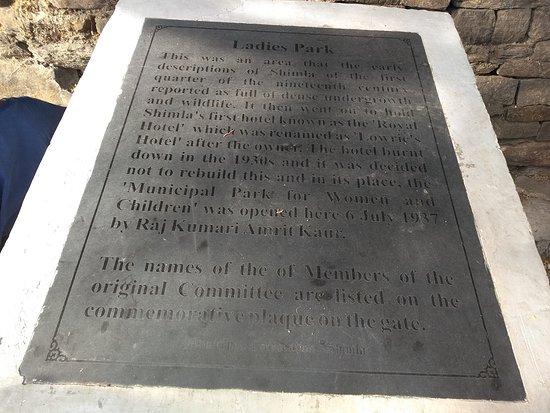 Ladies Park
This was an area that the early
descriptions of Shimla of the first
quarter of the nineteenth century
reported as full of dense undergrowth
and wildlife. It then went on to hold
Shimla's first hotel known as the 'Royal
Hotel' which was renamed as 'Lowrie's
Hotel' after the owner. The hotel burnt
down in the 1930s and it was decided
not to rebuild this and in its place, the
'Municipal Park for Women and
Children' was opened here 6 July 1937
by Raj Kumari Amrit Kaur.
The names of the of Members of the
original Committee are listed on the
commemorative plaque on the gate.
Shimla